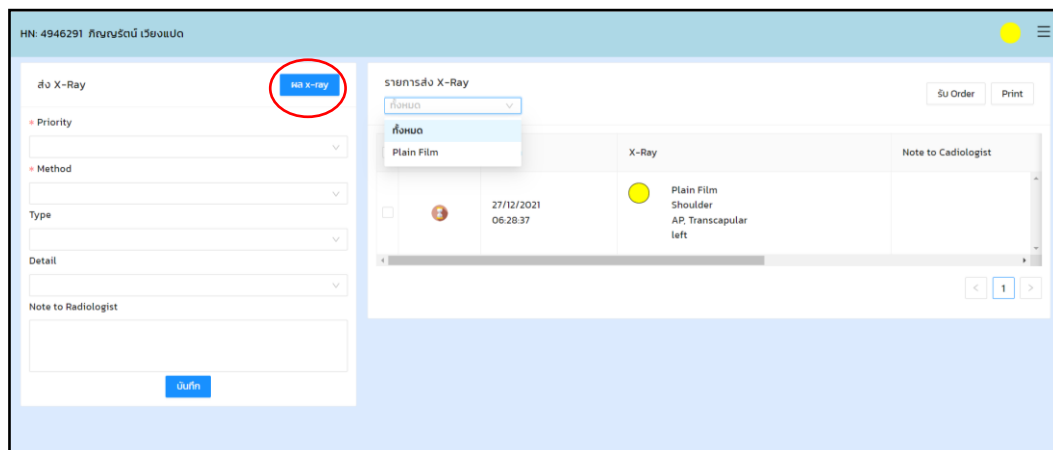 HN: 4946291 ภิญญรัตน์ เวียงแปด
ส่ง X-Ray
ผล x-ray
* Priority
* Method
Type
Detail
Note to Radiologist
บันทึก
รายการส่ง X-Ray
ทั้งหมด
รับ Order
Print
ทั้งหมด
Plain Film
X-Ray
Note to Cadiologist
27/12/2021
06:28:37
Plain Film
Shoulder
AP, Transcapular
left
1